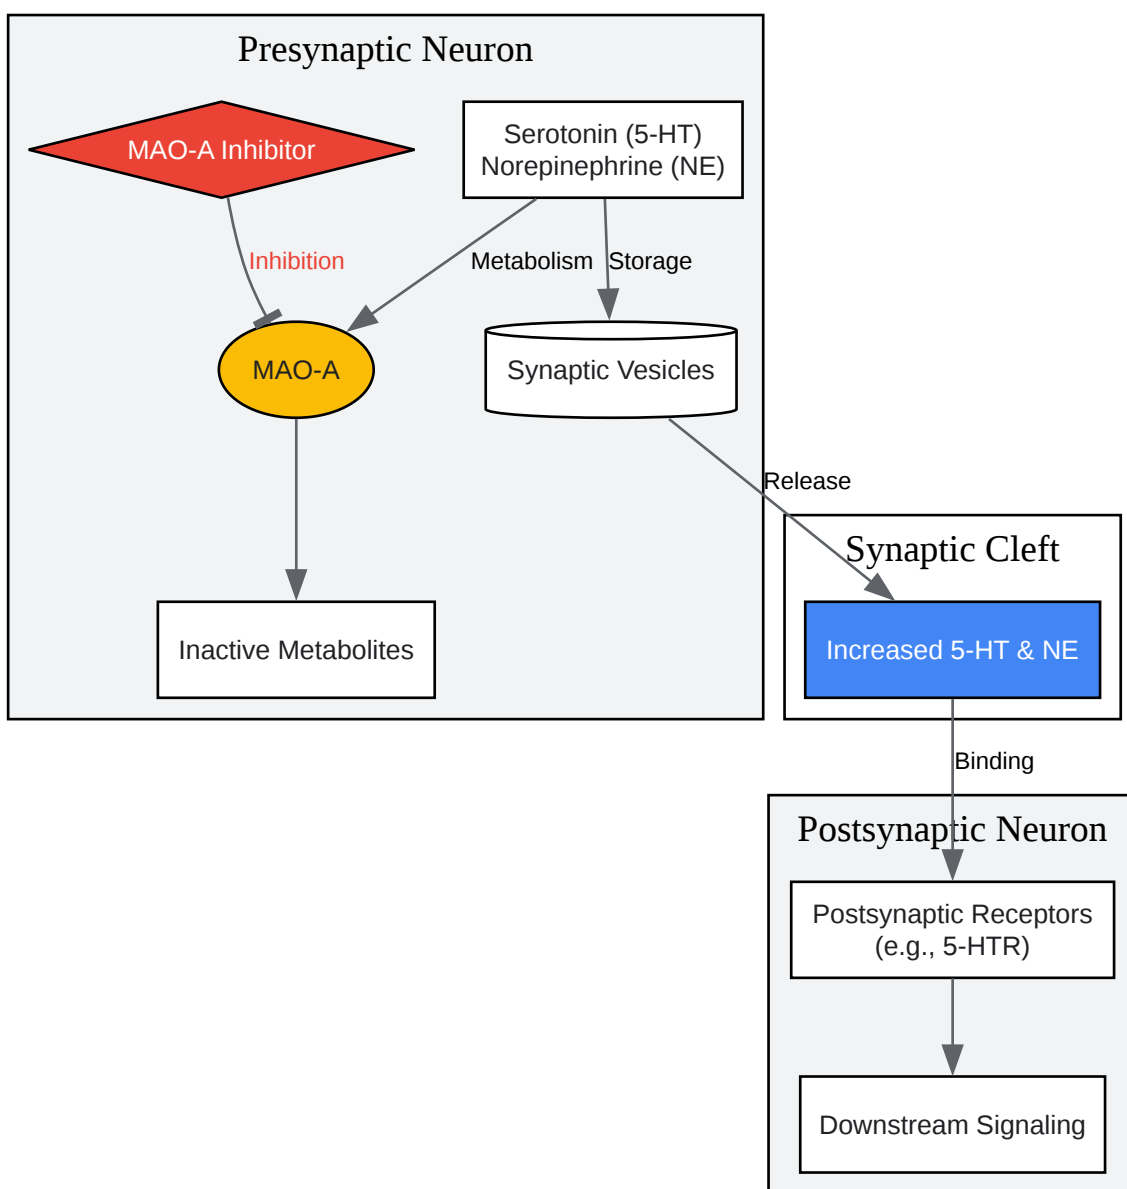 Presynaptic Neuron
MAO-A Inhibitor
Serotonin (5-HT)
Norepinephrine (NE)
Inhibition
Metabolism
Storage
MAO-A
Synaptic Vesicles
Release
Synaptic Cleft
Inactive Metabolites
Increased 5-HT & NE
Binding
Postsynaptic Neuron
Postsynaptic Receptors
(e.g., 5-HTR)
Downstream Signaling